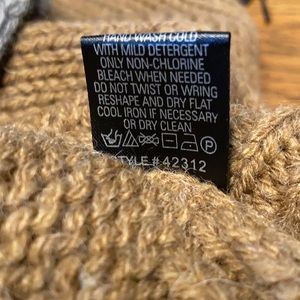 HAND WASH COLD
WITH MILD DETERGENT
ONLY NON-CHLORINE
BLEACH WHEN NEEDED
DO NOT TWIST OR WRING
RESHAPE AND DRY FLAT
COOL IRON IF NECESSARY
OR DRY CLEAN
P
STYLE # 42312